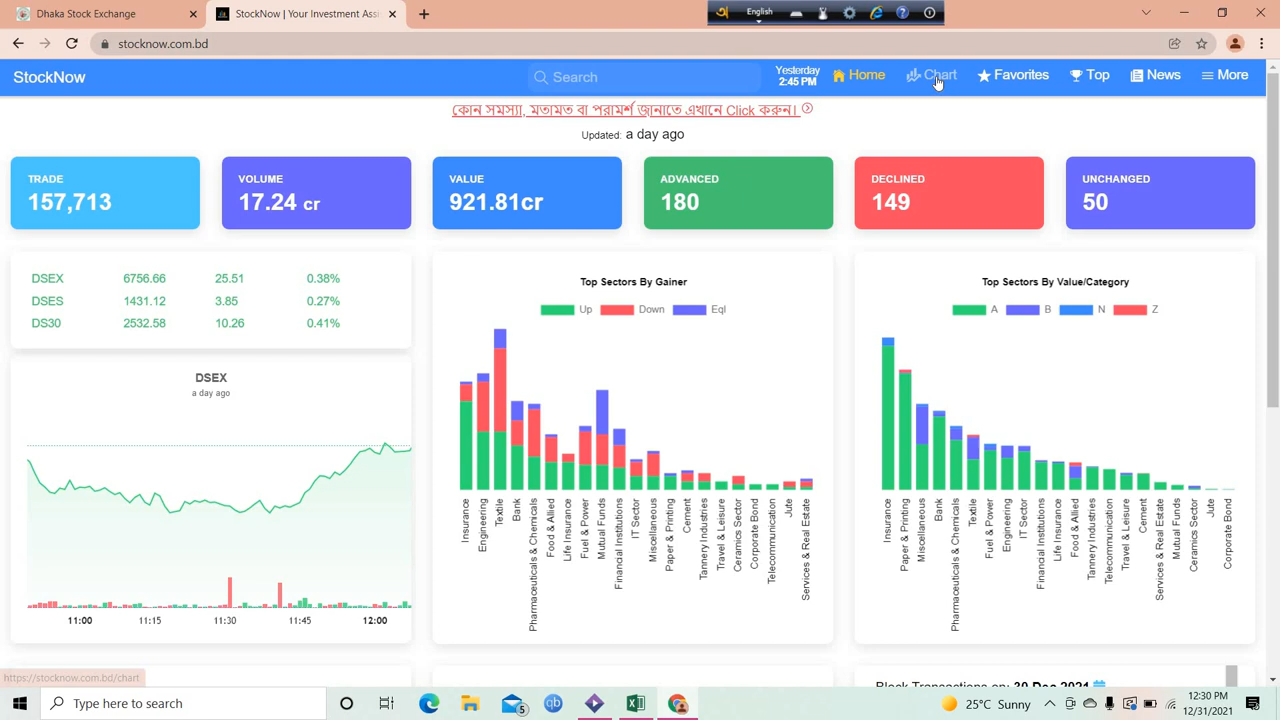 Dhaka Stock Exchange
StockNow | Your Investment Assi
English
stocknow.com.bd
StockNow
Search
Yesterday
2:45 PM
Home
Chart
Favorites
Top
News
More
কোন সমস্যা, মতামত বা পরামর্শ জানাতে এখানে Click করুন।
Updated: a day ago
TRADE
157,713
VOLUME
17.24 cr
VALUE
921.81cr
ADVANCED
180
DECLINED
149
UNCHANGED
50
DSEX 6756.66 25.51 0.38%
DSES 1431.12 3.85 0.27%
DS30 2532.58 10.26 0.41%
DSEX
a day ago
11:00 11:15 11:30 11:45 12:00
Top Sectors By Gainer
Up Down Eql
Insurance
Engineering
Textile
Bank
Pharmaceuticals & Chemicals
Food & Allied
Life Insurance
Fuel & Power
Mutual Funds
Financial Institutions
IT Sector
Miscellaneous
Paper & Printing
Cement
Tannery Industries
Travel & Leisure
Ceramics Sector
Corporate Bond
Telecommunication
Jute
Services & Real Estate
Top Sectors By Value/Category
A B N Z
Insurance
Paper & Printing
Miscellaneous
Bank
Pharmaceuticals & Chemicals
Textile
Fuel & Power
Engineering
IT Sector
Financial Institutions
Life Insurance
Food & Allied
Tannery Industries
Telecommunication
Travel & Leisure
Cement
Services & Real Estate
Mutual Funds
Ceramics Sector
Jute
Corporate Bond
Block Transactions on: 30 Dec 2021
https://stocknow.com.bd/chart
Type here to search
5
qb
25°C Sunny
12:30 PM
12/31/2021